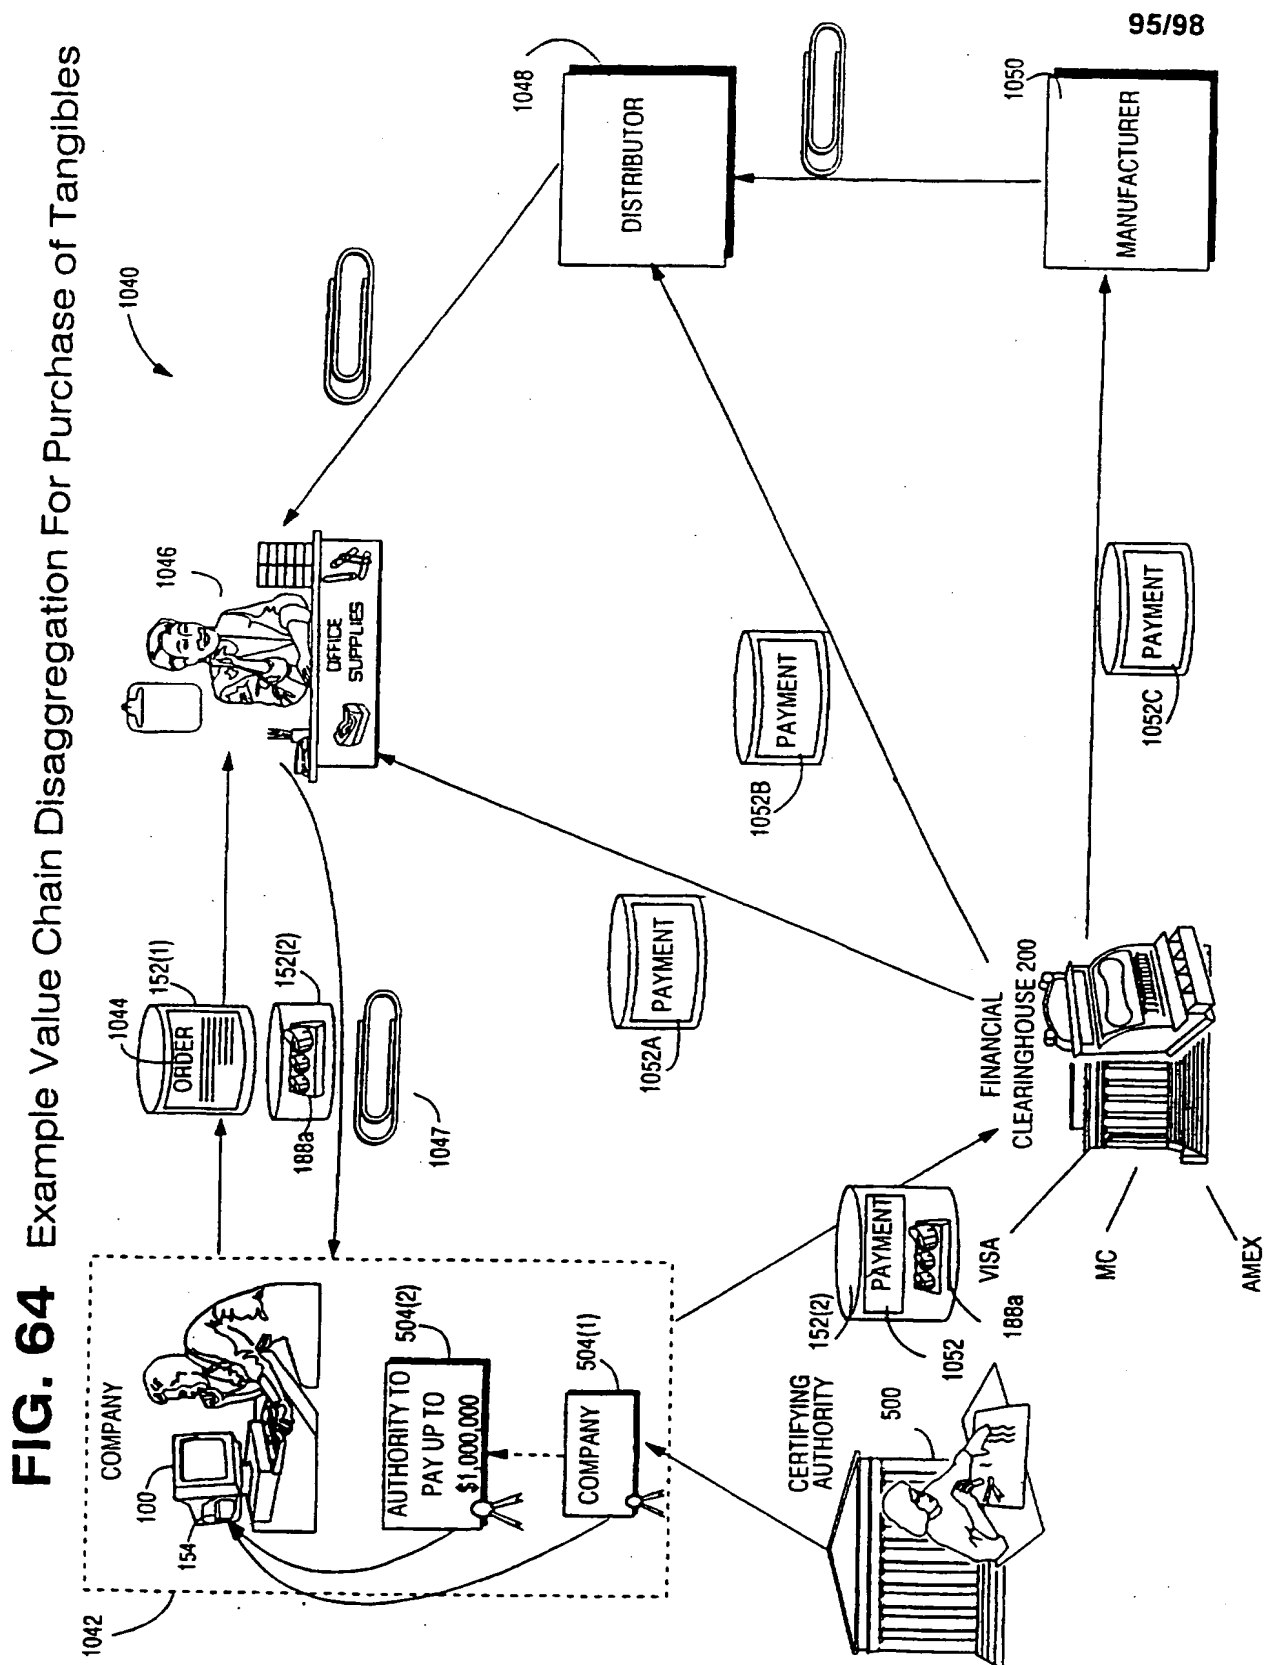 95/98
FIG. 64 Example Value Chain Disaggregation For Purchase of Tangibles
1040
1042
COMPANY
100
154
AUTHORITY TO
PAY UP TO
$1,000,000
504(2)
COMPANY
504(1)
1044
ORDER
152(1)
152(2)
188a
1047
1046
OFFICE
SUPPLIES
DISTRIBUTOR
1048
MANUFACTURER
1050
CERTIFYING
AUTHORITY
500
152(2)
PAYMENT
1052
188a
FINANCIAL
CLEARINGHOUSE 200
VISA
MC
AMEX
PAYMENT
1052A
PAYMENT
1052B
PAYMENT
1052C